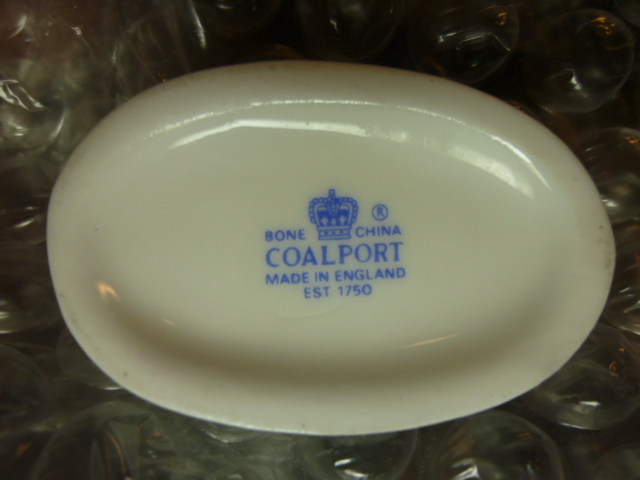 ®
BONE CHINA
COALPORT
MADE IN ENGLAND
EST 1750